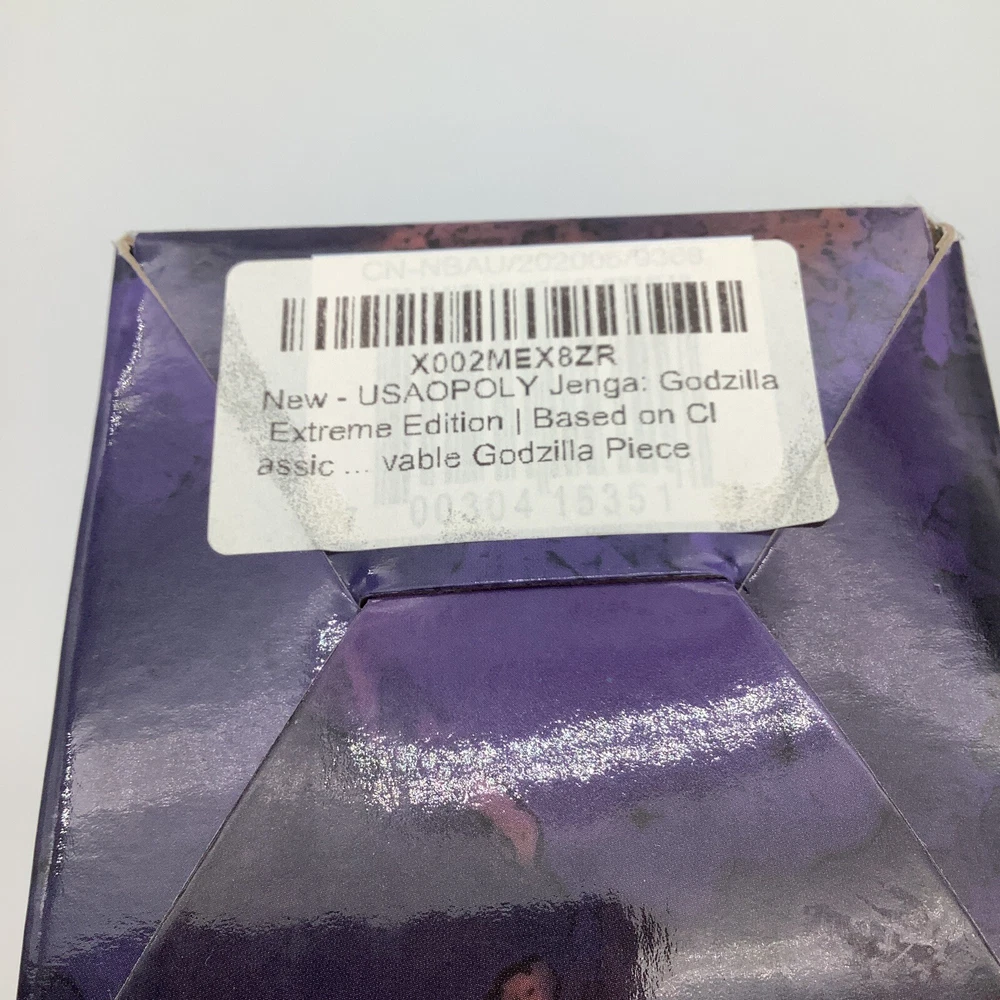 CN-NBAU/202005/0368
X002MEX8ZR
New - USAOPOLY Jenga: Godzilla
Extreme Edition | Based on Cl
assic ... vable Godzilla Piece
00304 15351